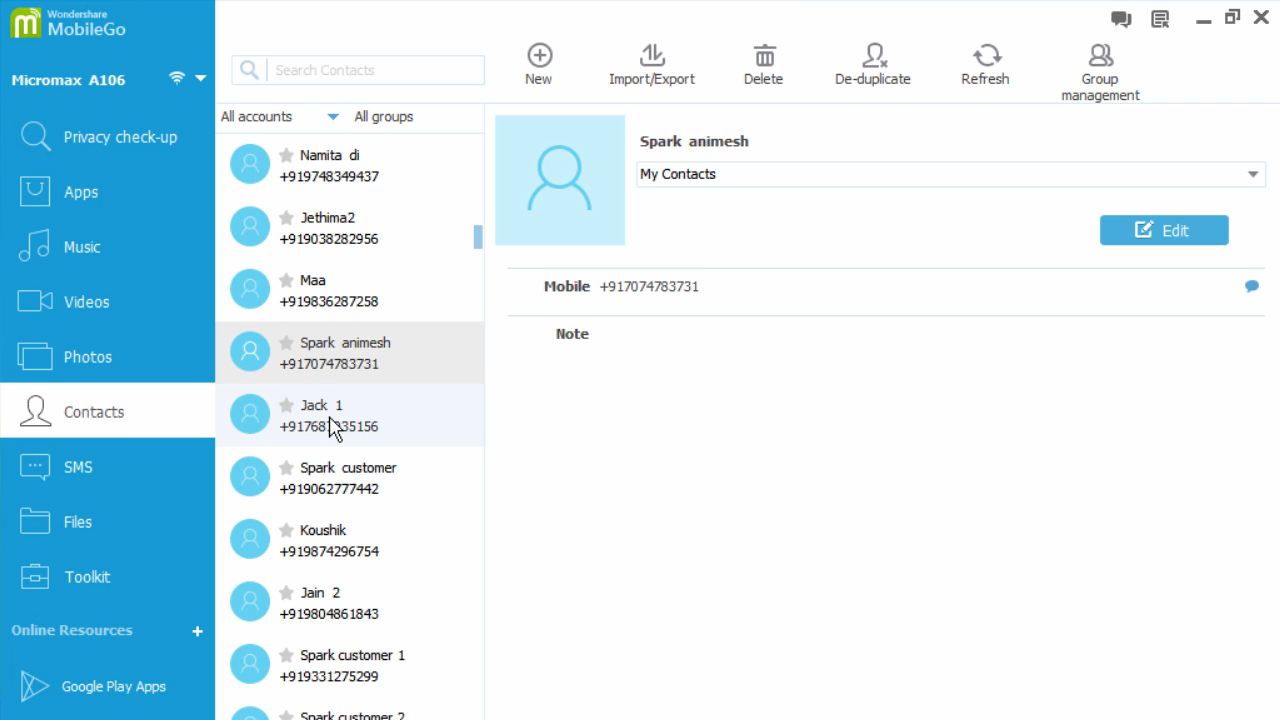 Wondershare
MobileGo
Micromax A106
Privacy check-up
Apps
Music
Videos
Photos
Contacts
SMS
Files
Toolkit
Online Resources +
Google Play Apps
Search Contacts
New
Import/Export
Delete
De-duplicate
Refresh
Group
management
All accounts
All groups
Namita di
+919748349437
Jethima2
+919038282956
Maa
+919836287258
Spark animesh
+917074783731
Jack 1
Spark customer
+919062777442
Koushik
+919874296754
Jain 2
+919804861843
Spark customer 1
+919331275299
Spark customer 2
Spark animesh
My Contacts
Edit
Mobile +917074783731
Note